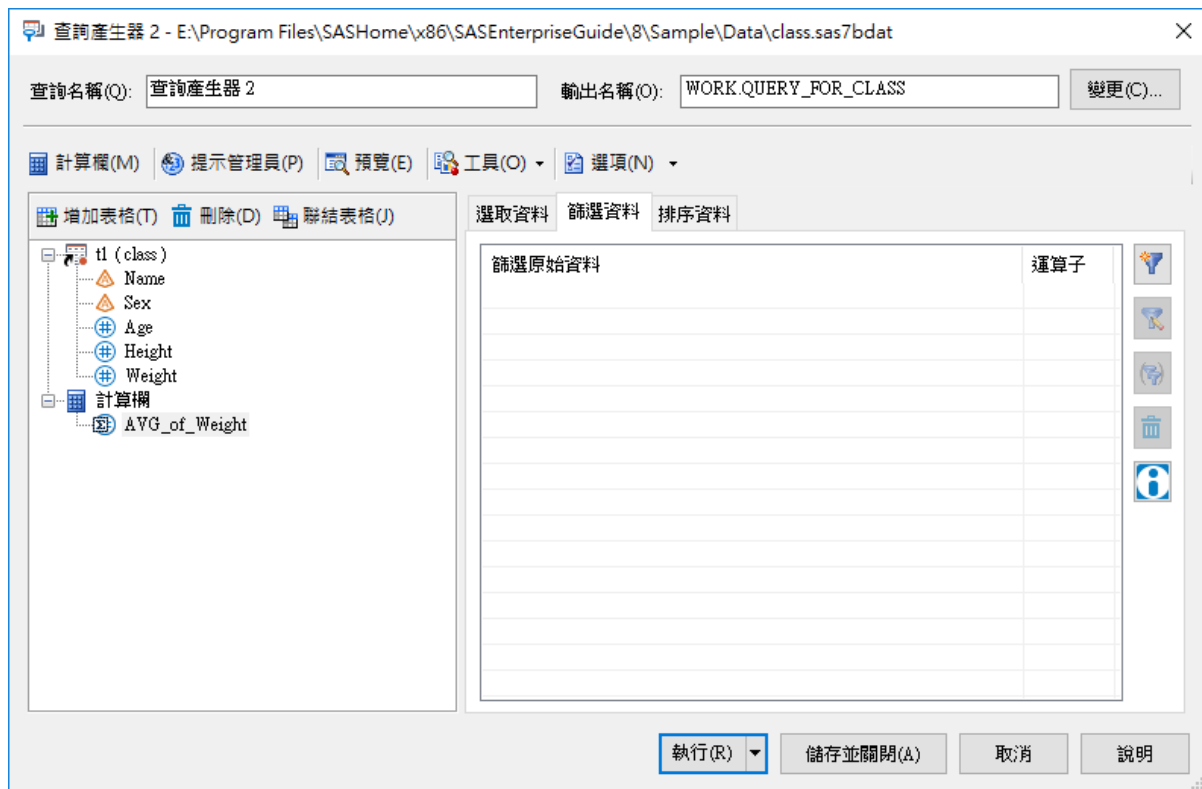 查詢產生器 2 - E:\Program Files\SASHome\x86\SASEnterpriseGuide\8\Sample\Data\class.sas7bdat
查詢名稱(Q): 查詢產生器 2 輸出名稱(O): WORK.QUERY_FOR_CLASS 變更(C)...
計算欄(M) 提示管理員(P) 預覽(E) 工具(O) 選項(N)
增加表格(T) 刪除(D) 聯結表格(J)
選取資料 篩選資料 排序資料
t1 (class)
Name
Sex
Age
Height
Weight
計算欄
AVG_of_Weight
篩選原始資料 運算子
執行(R) 儲存並關閉(A) 取消 說明